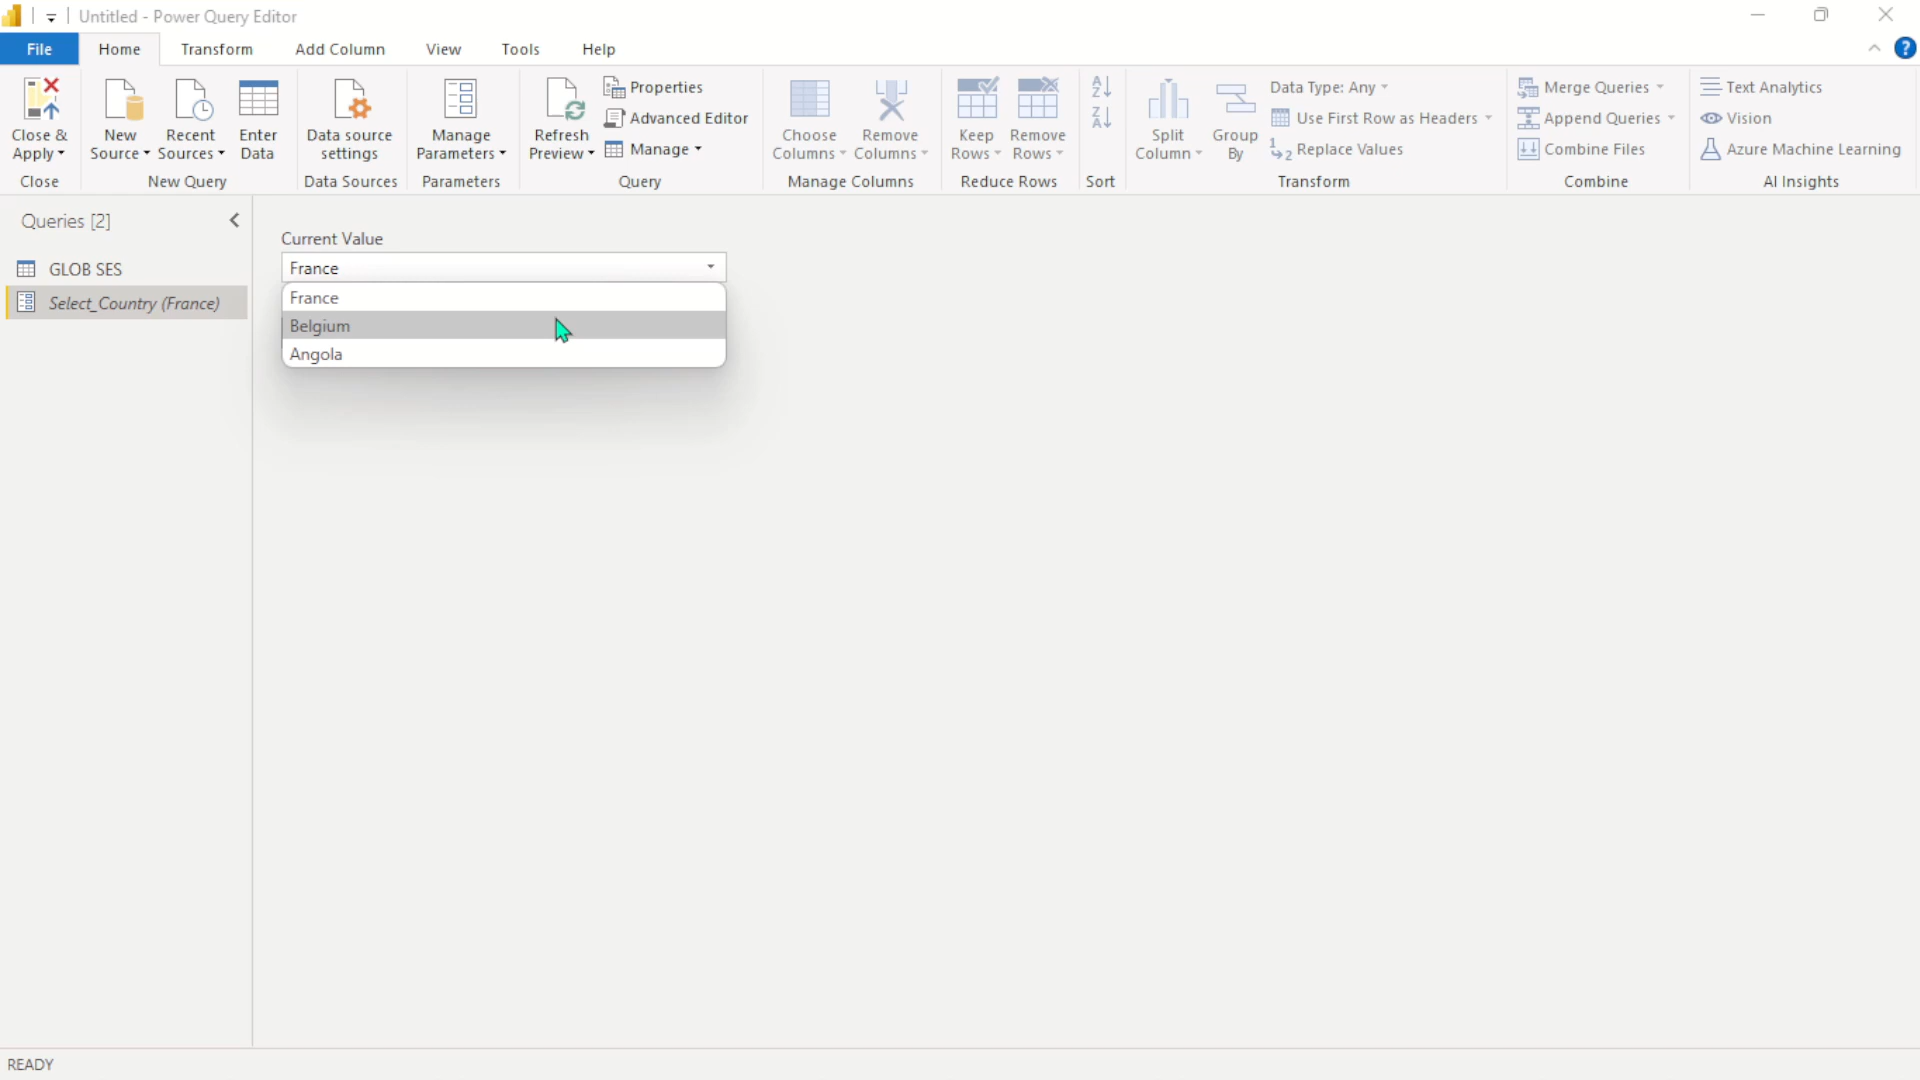 Untitled - Power Query Editor
File Home Transform Add Column View Tools Help
Close & Apply
New Source
Recent Sources
Enter Data
Data source settings
Manage Parameters
Refresh Preview
Properties
Advanced Editor
Manage
Choose Columns
Remove Columns
Keep Rows
Remove Rows
A
Z
Z
A
Split Column
Group By
Data Type: Any
Use First Row as Headers
1 2 Replace Values
Merge Queries
Append Queries
Combine Files
Text Analytics
Vision
Azure Machine Learning
?
Close New Query Data Sources Parameters Query Manage Columns Reduce Rows Sort Transform Combine AI Insights
Queries [2]
GLOB SES
Select_Country (France)
Current Value
France
France
Belgium
Angola
READY